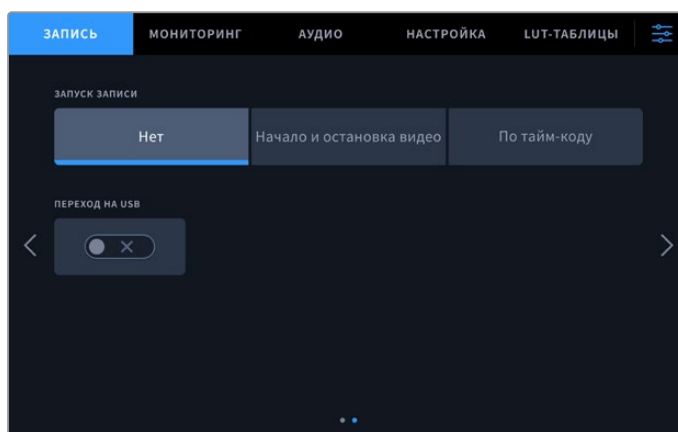 ЗАПИСЬ МОНИТОРИНГ АУДИО НАСТРОЙКА LUT-ТАБЛИЦЫ
ЗАПУСК ЗАПИСИ
Нет Начало и остановка видео По тайм-коду
ПЕРЕХОД НА USB